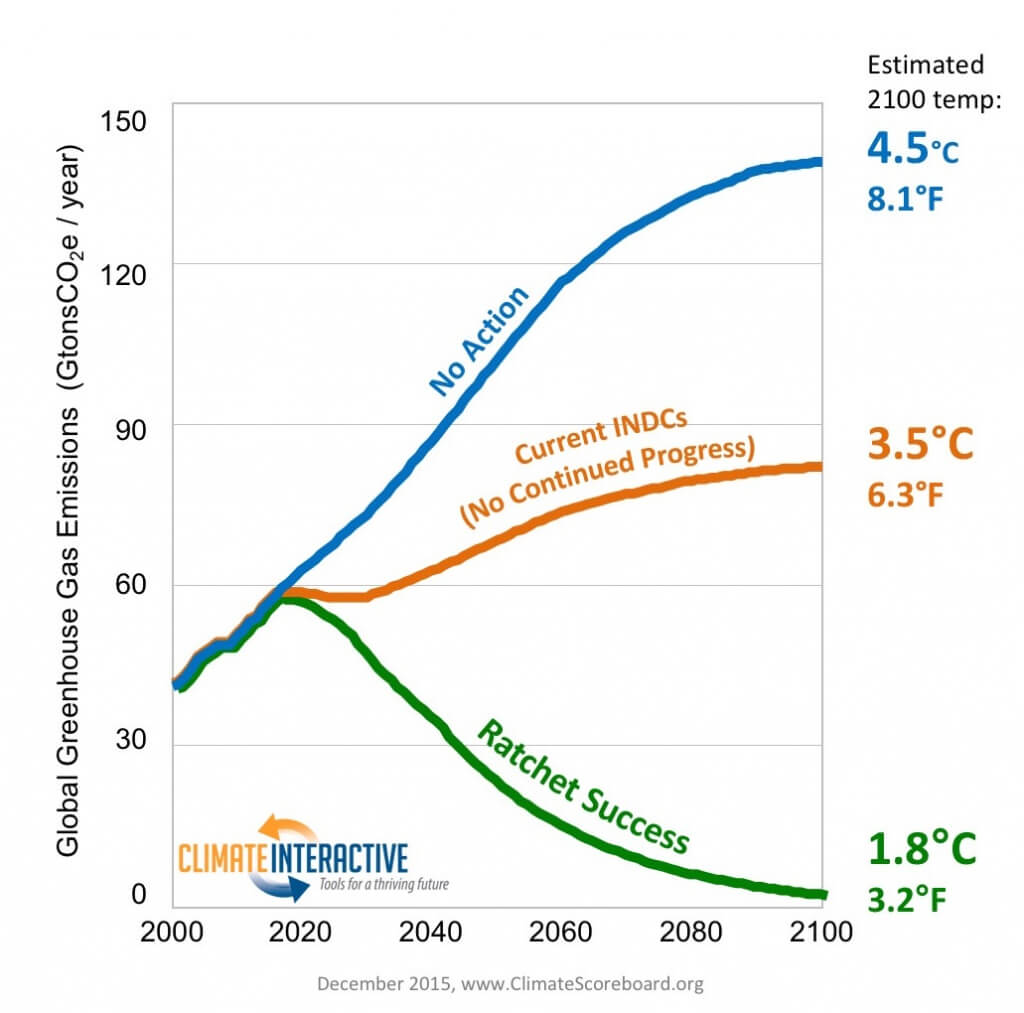 Estimated
2100 temp:
4.5°C
8.1°F
3.5°C
6.3°F
1.8°C
3.2°F
Global Greenhouse Gas Emissions (GtonsCO₂e / year)
150
120
90
60
30
0
No Action
Current INDCs
(No Continued Progress)
Ratchet Success
CLIMATEINTERACTIVE
Tools for a thriving future
2000 2020 2040 2060 2080 2100
December 2015, www.ClimateScoreboard.org